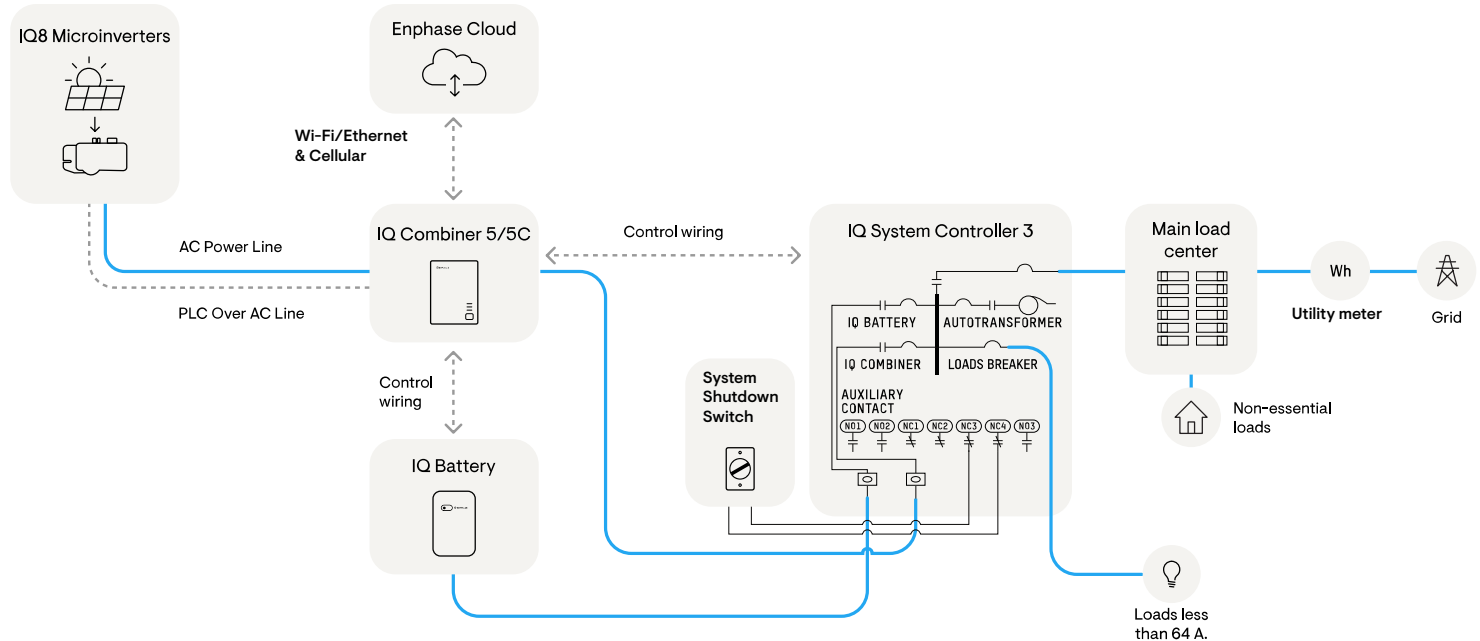 IQ8 Microinverters
Enphase Cloud
Wi-Fi/Ethernet
& Cellular
AC Power Line
PLC Over AC Line
IQ Combiner 5/5C
Control wiring
Control
wiring
IQ Battery
System
Shutdown
Switch
IQ System Controller 3
IQ BATTERY
AUTOTRANSFORMER
IQ COMBINER
LOADS BREAKER
AUXILIARY
CONTACT
NO1 NO2 NC1 NC2 NC3 NC4 NO3
Main load
center
Non-essential
loads
Wh
Utility meter
Grid
Loads less
than 64 A.